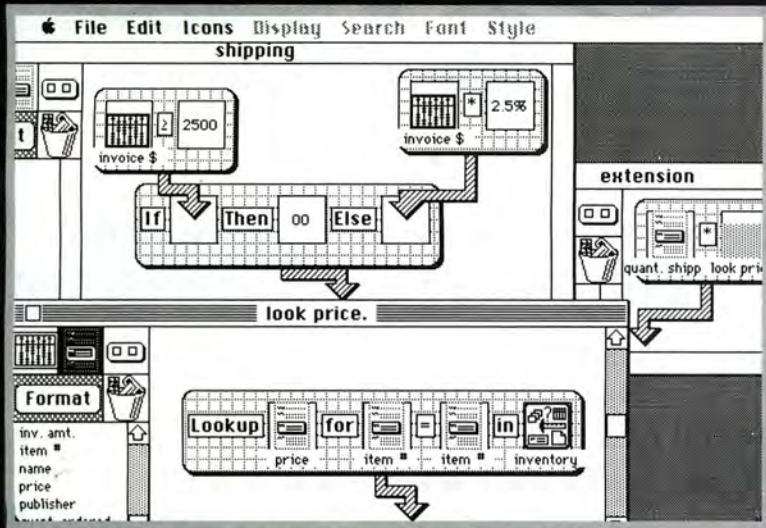 File Edit Icons Display Search Font Style
shipping
≥ 2500
invoice $
* 2.5%
invoice $
If Then 00 Else
extension
*
quant. shipp look pri
look price.
Format
inv. amt.
item #
name
price
publisher
Lookup for = in
price item # item # inventory